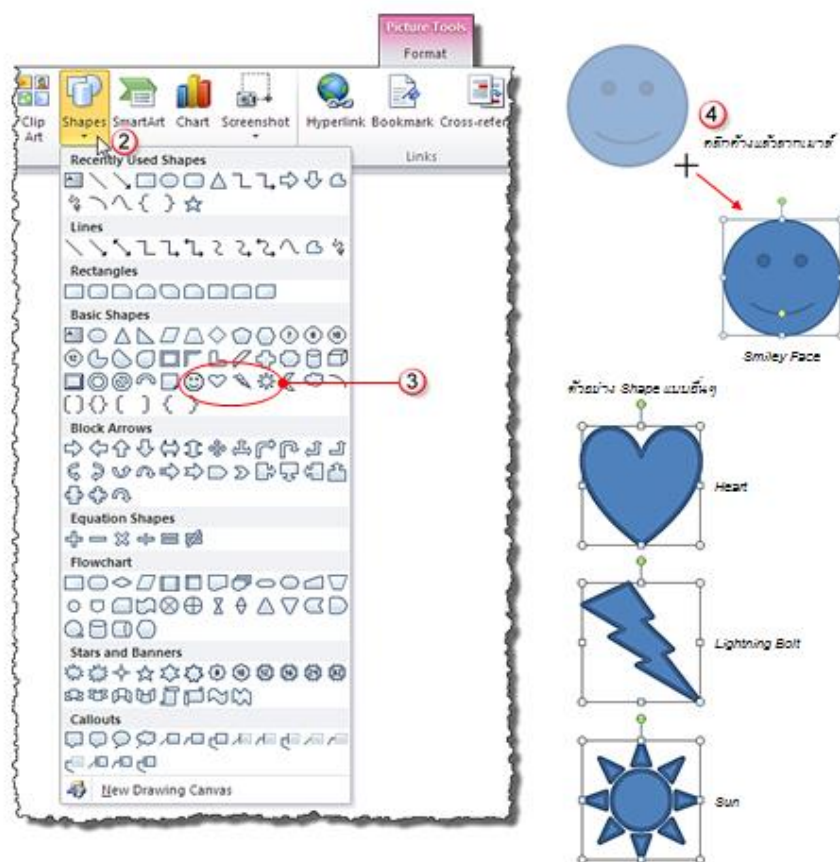 Picture Tools
Format
Clip Art
Shapes
SmartArt
Chart
Screenshot
Hyperlink
Bookmark
Cross-refer
Links
2
Recently Used Shapes
Lines
Rectangles
Basic Shapes
3
Block Arrows
Equation Shapes
Flowchart
Stars and Banners
Callouts
New Drawing Canvas
4
คลิกค้างแล้วลากเมาส์
Smiley Face
ตัวอย่าง Shape แบบอื่นๆ
Heart
Lightning Bolt
Sun